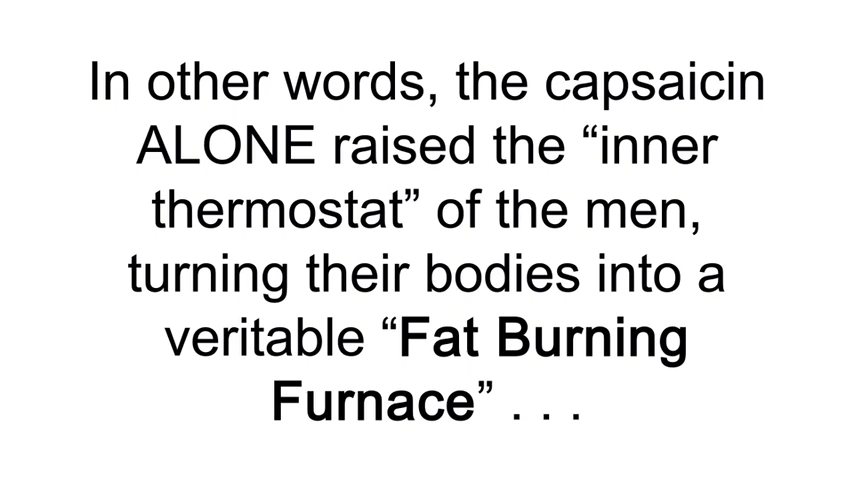 In other words, the capsaicin
ALONE raised the “inner
thermostat” of the men,
turning their bodies into a
veritable “Fat Burning
Furnace” . . .